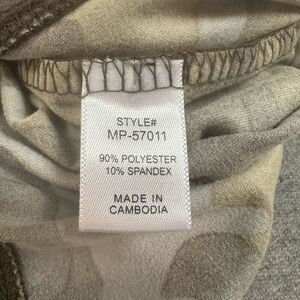 STYLE#
MP-57011
90% POLYESTER
10% SPANDEX
MADE IN
CAMBODIA